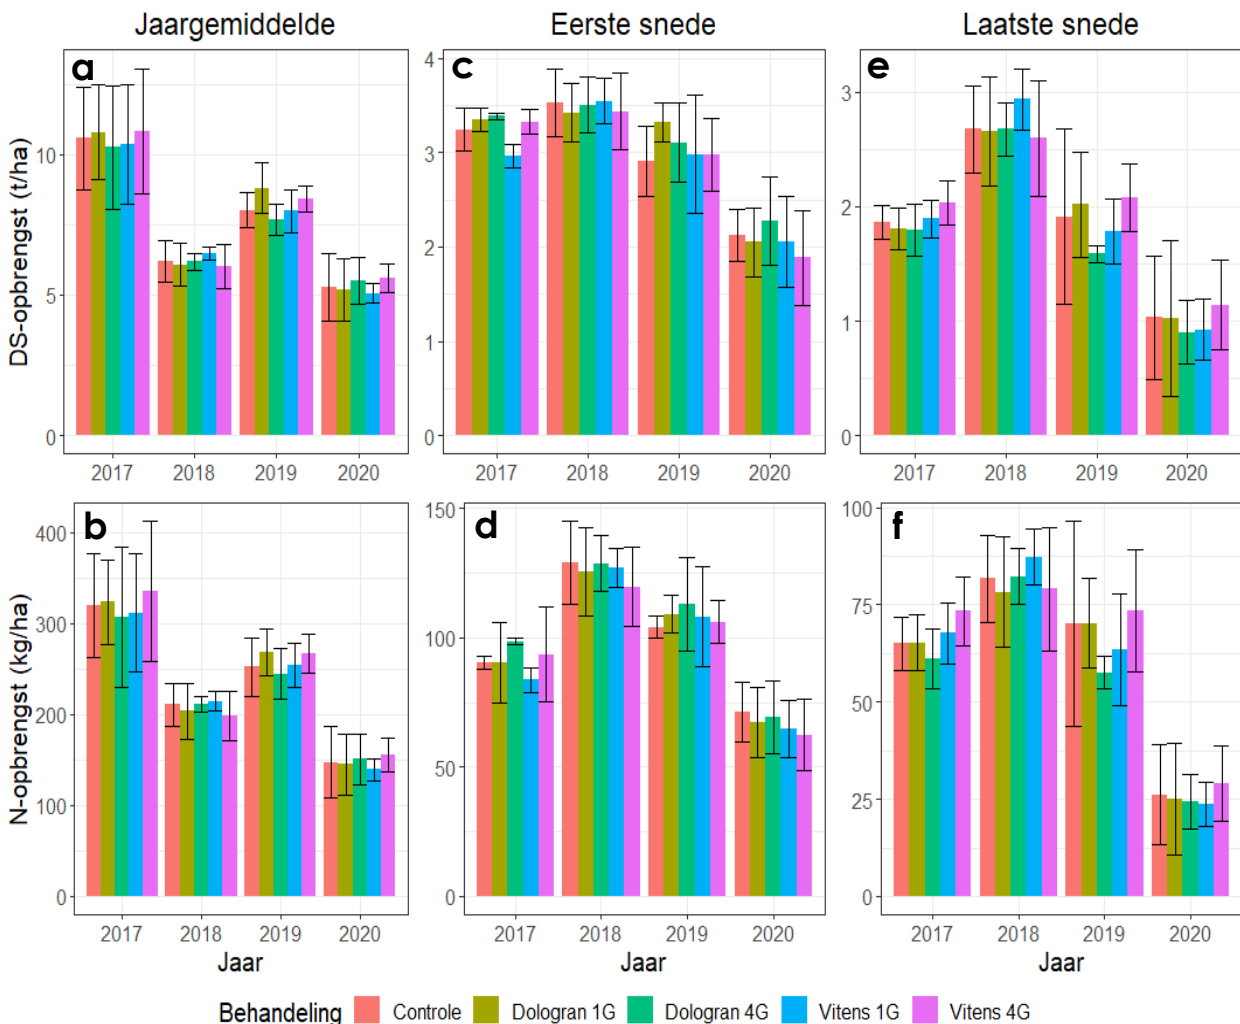 Jaargemiddelde
Eerste snede
Laatste snede
DS-opbrengst (t/ha)
a
10
5
0
2017 2018 2019 2020
c
4
3
2
1
0
2017 2018 2019 2020
e
3
2
1
0
2017 2018 2019 2020
N-opbrengst (kg/ha)
b
400
300
200
100
0
2017 2018 2019 2020
Jaar
d
150
100
50
0
2017 2018 2019 2020
Jaar
f
100
75
50
25
0
2017 2018 2019 2020
Jaar
Behandeling Controle Dologran 1G Dologran 4G Vitens 1G Vitens 4G